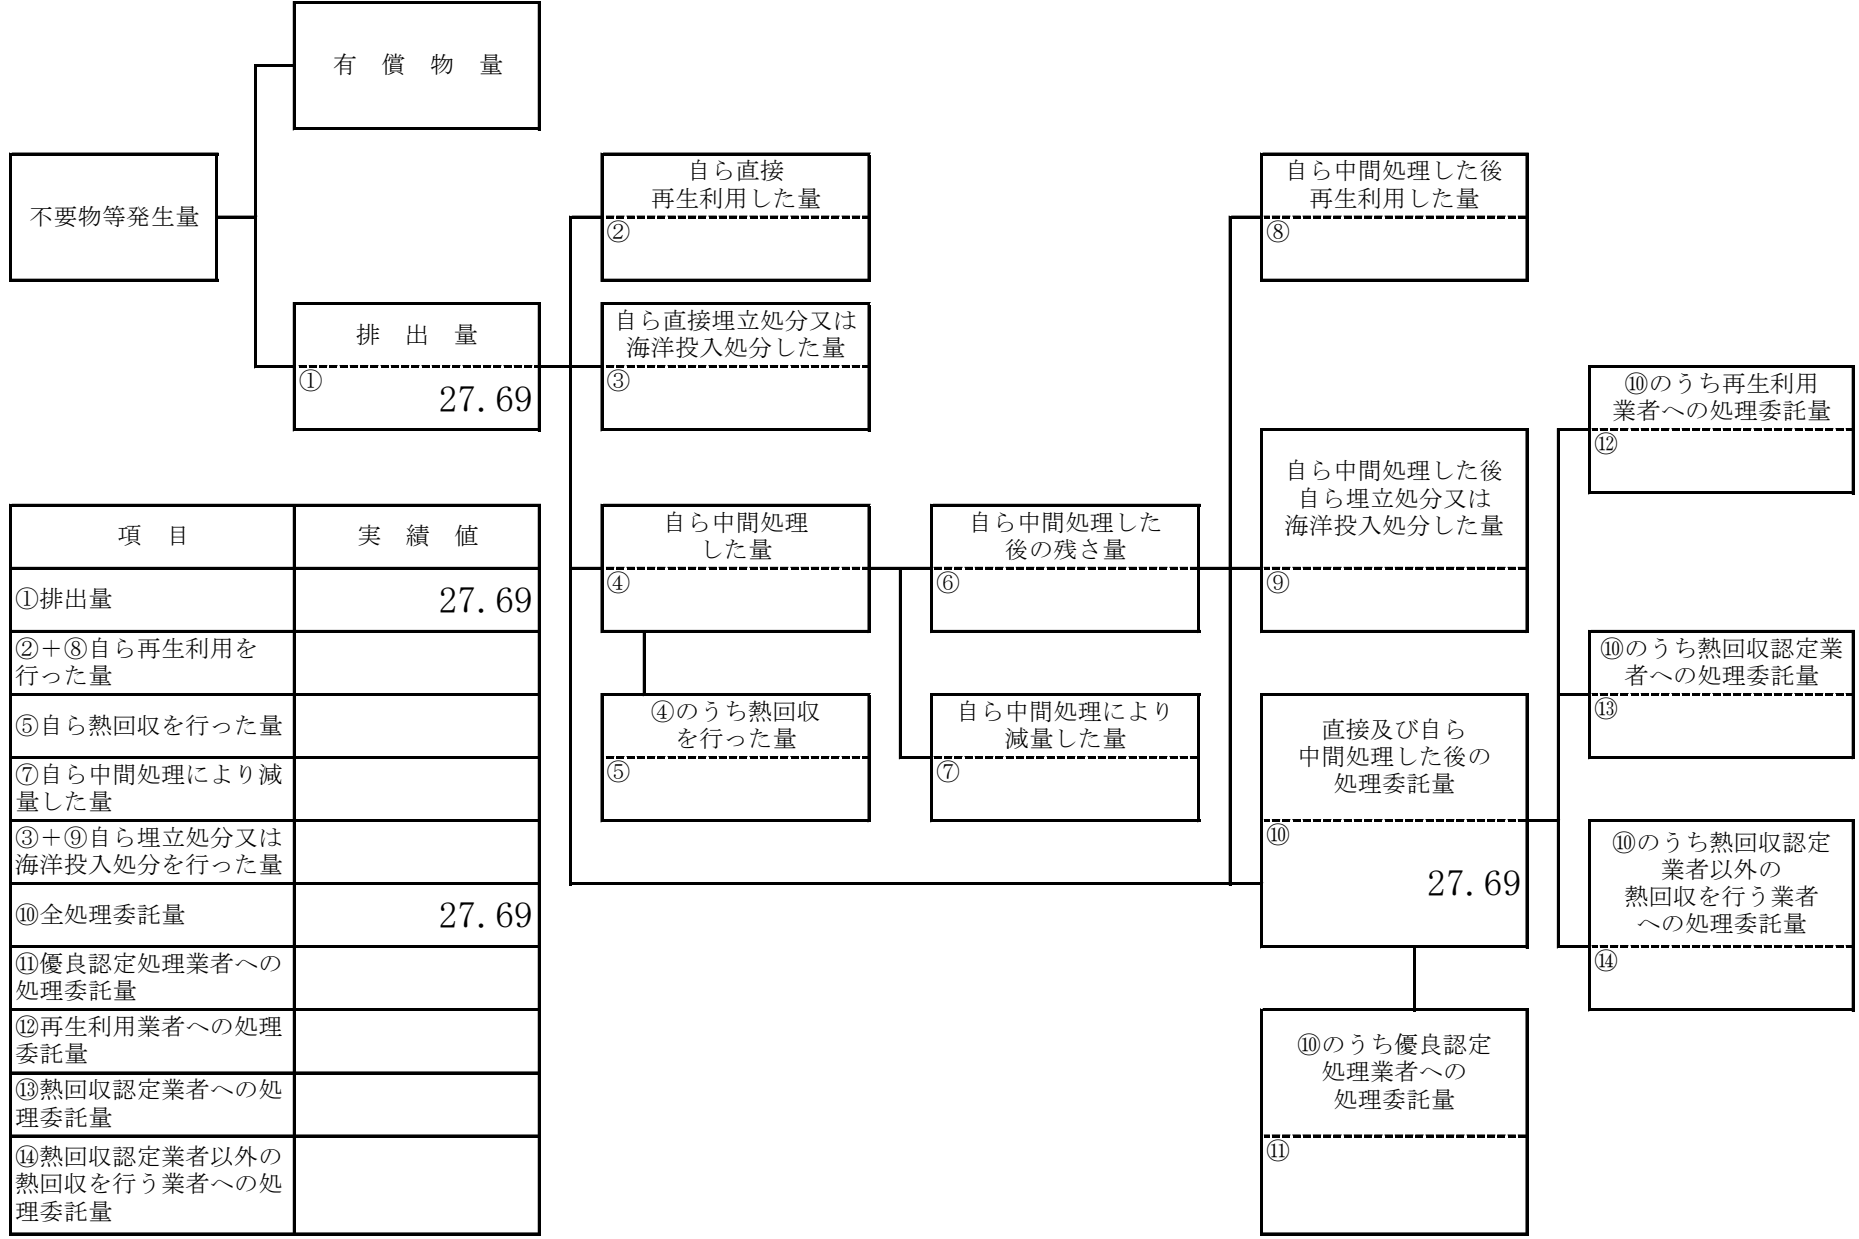 有 償 物 量
不要物等発生量
排 出 量
①
27.69
自ら直接
再生利用した量
②
自ら直接埋立処分又は
海洋投入処分した量
③
自ら中間処理
した量
④
④のうち熱回収
を行った量
⑤
自ら中間処理した
後の残さ量
⑥
自ら中間処理により
減量した量
⑦
自ら中間処理した後
再生利用した量
⑧
自ら中間処理した後
自ら埋立処分又は
海洋投入処分した量
⑨
直接及び自ら
中間処理した後の
処理委託量
⑩
27.69
⑩のうち優良認定
処理業者への
処理委託量
⑪
⑩のうち再生利用
業者への処理委託量
⑫
⑩のうち熱回収認定業
者への処理委託量
⑬
⑩のうち熱回収認定
業者以外の
熱回収を行う業者
への処理委託量
⑭
項 目 実 績 値
①排出量 27.69
②＋⑧自ら再生利用を
行った量
⑤自ら熱回収を行った量
⑦自ら中間処理により減
量した量
③＋⑨自ら埋立処分又は
海洋投入処分を行った量
⑩全処理委託量 27.69
⑪優良認定処理業者への
処理委託量
⑫再生利用業者への処理
委託量
⑬熱回収認定業者への処
理委託量
⑭熱回収認定業者以外の
熱回収を行う業者への処
理委託量